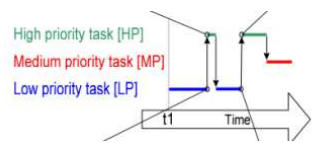 High priority task [HP]
Medium priority task [MP]
Low priority task [LP]
t1 Time